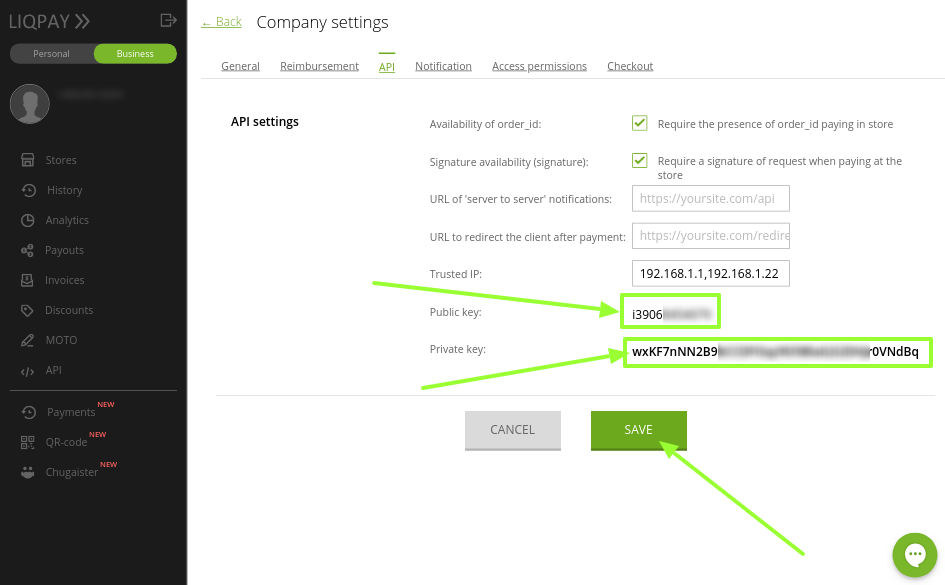 LIQPAY
Personal
Business
Stores
History
Analytics
Payouts
Invoices
Discounts
MOTO
API
Payments NEW
QR-code NEW
Chugaister NEW
← Back
Company settings
General Reimbursement API Notification Access permissions Checkout
API settings
Availability of order_id:
Require the presence of order_id paying in store
Signature availability (signature):
Require a signature of request when paying at the
store
URL of 'server to server' notifications:
https://yoursite.com/api
URL to redirect the client after payment:
https://yoursite.com/redire
Trusted IP:
192.168.1.1,192.168.1.22
Public key:
i3906
Private key:
wxKF7nNN2B9 r0VNdBq
CANCEL
SAVE